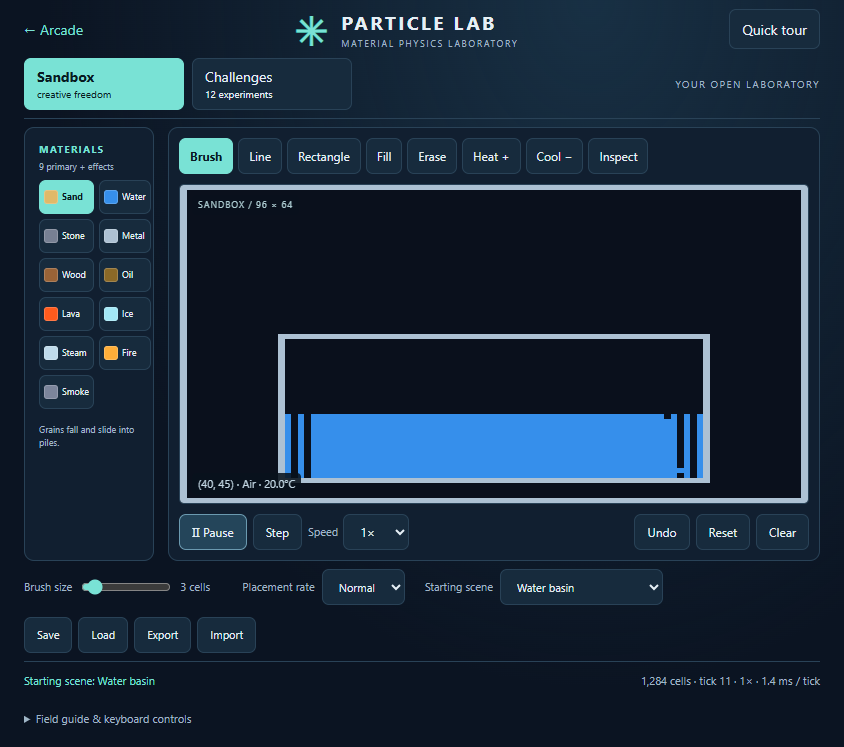 ← Arcade
PARTICLE LAB
MATERIAL PHYSICS LABORATORY
Quick tour
Sandbox
creative freedom
Challenges
12 experiments
YOUR OPEN LABORATORY
MATERIALS
9 primary + effects
Sand
Water
Stone
Metal
Wood
Oil
Lava
Ice
Steam
Fire
Smoke
Grains fall and slide into
piles.
Brush
Line
Rectangle
Fill
Erase
Heat +
Cool −
Inspect
SANDBOX / 96 × 64
(40, 45) · Air · 20.0°C
II Pause
Step
Speed
1×
Undo
Reset
Clear
Brush size
3 cells
Placement rate
Normal
Starting scene
Water basin
Save
Load
Export
Import
Starting scene: Water basin
1,284 cells · tick 11 · 1× · 1.4 ms / tick
▶ Field guide & keyboard controls